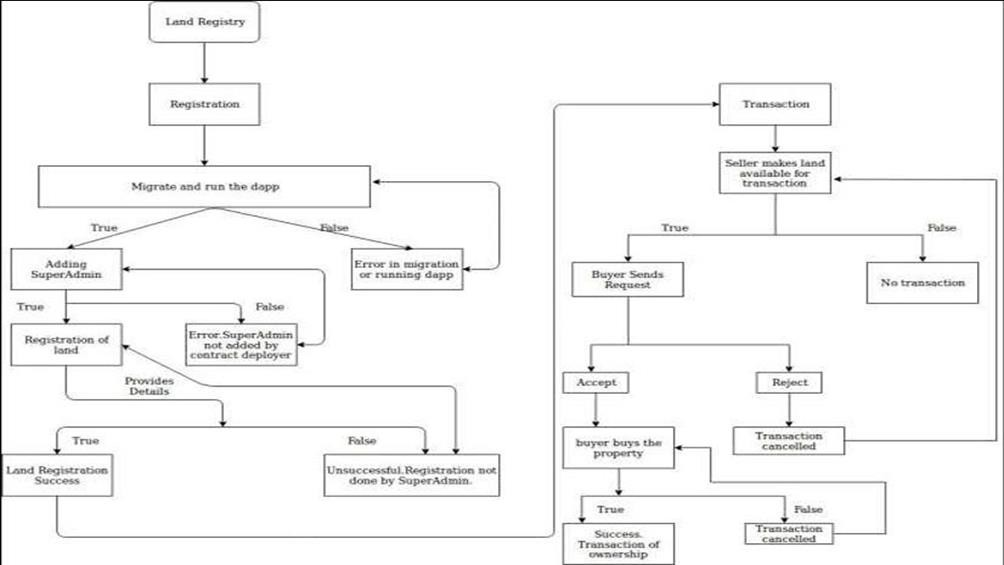 Land Registry
Registration
Migrate and run the dapp
True
False
Adding
SuperAdmin
Error in migration
or running dapp
True
False
Registration of
land
Error.SuperAdmin
not added by
contract deployer
Provides
Details
True
False
Land Registration
Success
Unsuccessful.Registration not
done by SuperAdmin.
Transaction
Seller makes land
available for
transaction
True
False
Buyer Sends
Request
No transaction
Accept
Reject
buyer buys the
property
Transaction
cancelled
True
False
Success.
Transaction of
ownership
Transaction
cancelled